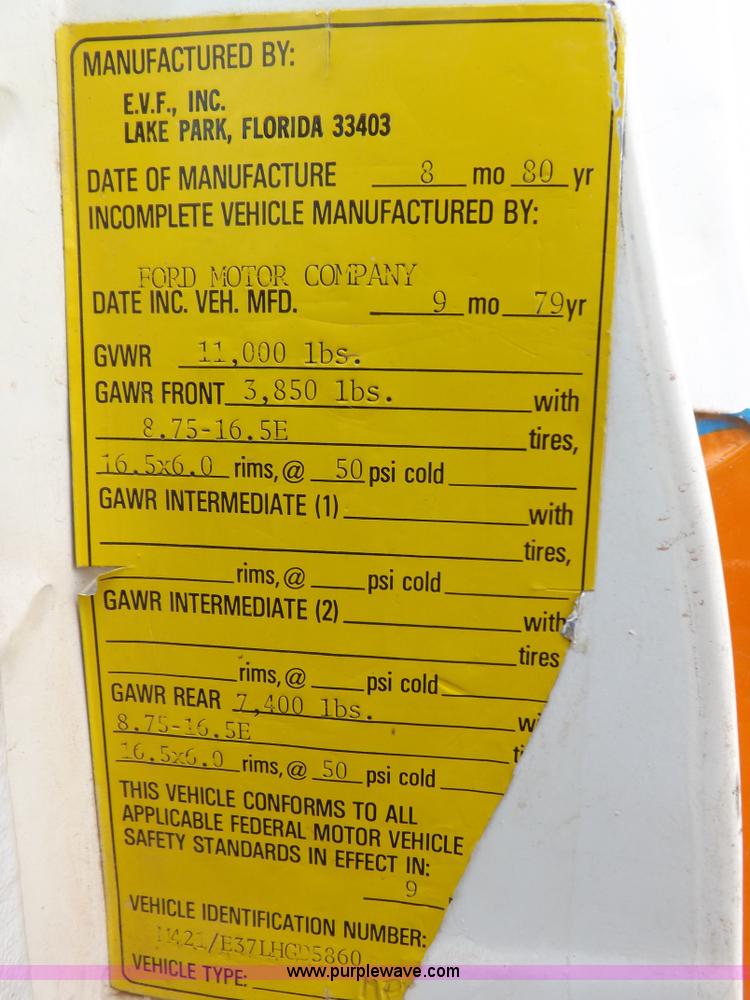 MANUFACTURED BY:
E.V.F., INC.
LAKE PARK, FLORIDA 33403
DATE OF MANUFACTURE 8 mo 80 yr
INCOMPLETE VEHICLE MANUFACTURED BY:
FORD MOTOR COMPANY
DATE INC. VEH. MFD. 9 mo 79 yr
GVWR 11,000 lbs.
GAWR FRONT 3,850 lbs. with
8.75-16.5E tires,
16.5x6.0 rims, @ 50 psi cold
GAWR INTERMEDIATE (1) with
tires,
rims, @ psi cold
GAWR INTERMEDIATE (2) with
tires
rims, @ psi cold
GAWR REAR 7,400 lbs. wi
8.75-16.5E ti
16.5x6.0 rims, @ 50 psi cold
THIS VEHICLE CONFORMS TO ALL
APPLICABLE FEDERAL MOTOR VEHICLE
SAFETY STANDARDS IN EFFECT IN:
9
VEHICLE IDENTIFICATION NUMBER:
VEHICLE TYPE:
www.purplewave.com